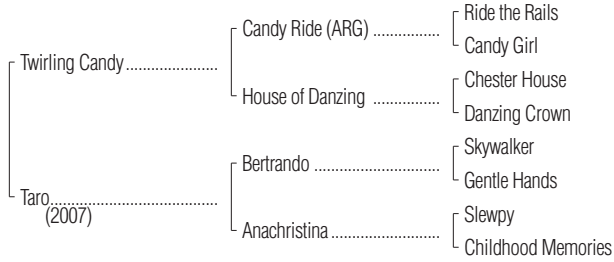 Ride the Rails
Candy Ride (ARG) ................
Candy Girl
Twirling Candy ......................
Chester House
House of Danzing ................
Danzing Crown
Skywalker
Bertrando ..............................
Gentle Hands
Taro........................................
(2007)
Slewpy
Anachristina ..........................
Childhood Memories